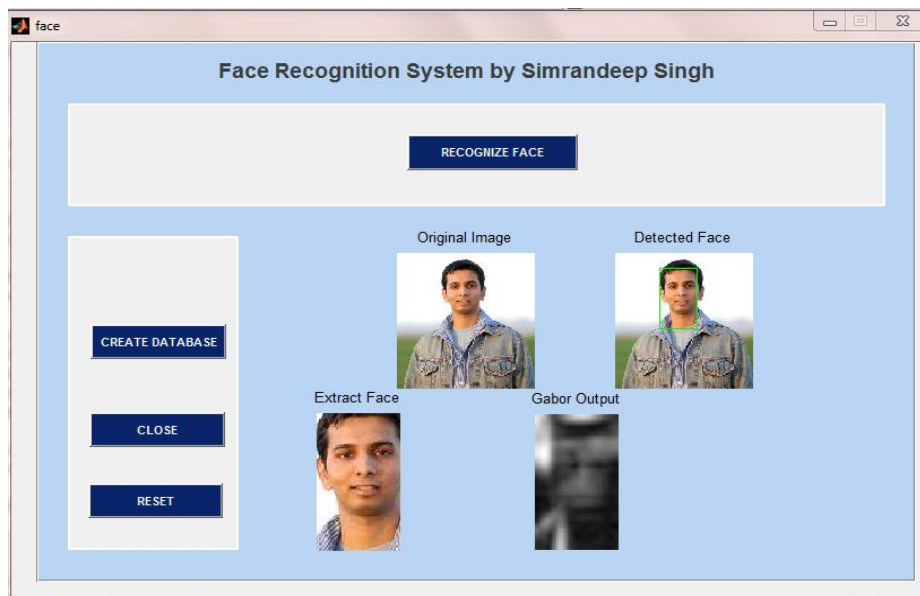 face
Face Recognition System by Simrandeep Singh
RECOGNIZE FACE
Original Image
Detected Face
CREATE DATABASE
Extract Face
Gabor Output
CLOSE
RESET